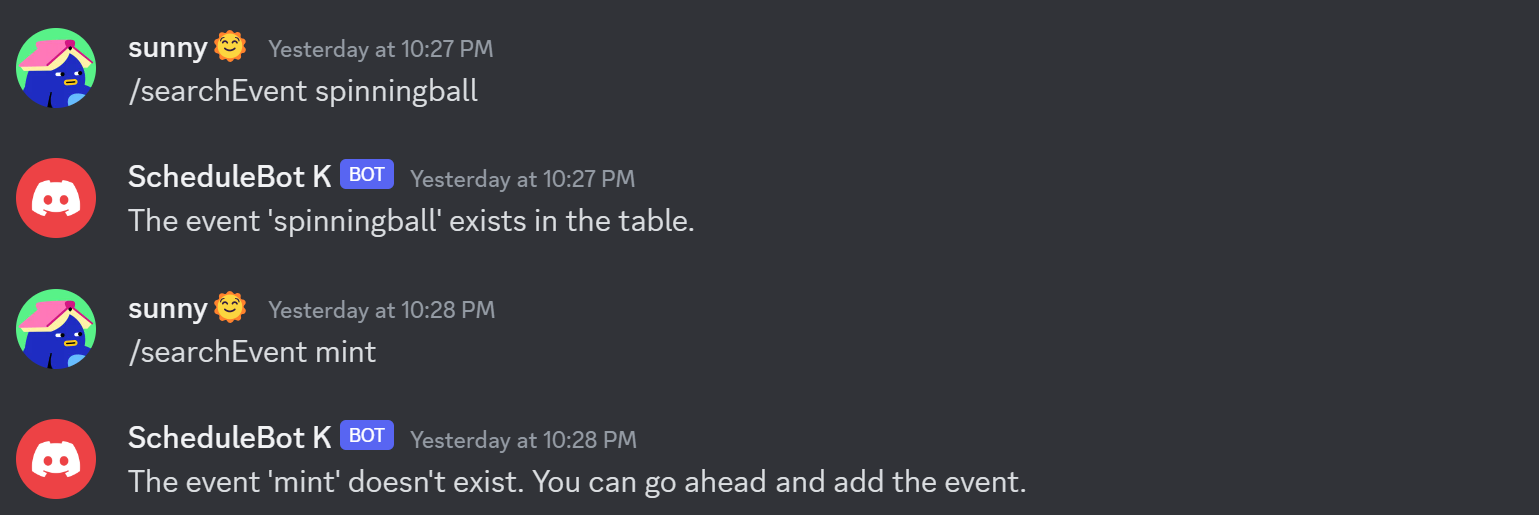 sunny🌞 Yesterday at 10:27 PM
/searchEvent spinningball
ScheduleBot K BOT Yesterday at 10:27 PM
The event 'spinningball' exists in the table.
sunny🌞 Yesterday at 10:28 PM
/searchEvent mint
ScheduleBot K BOT Yesterday at 10:28 PM
The event 'mint' doesn't exist. You can go ahead and add the event.